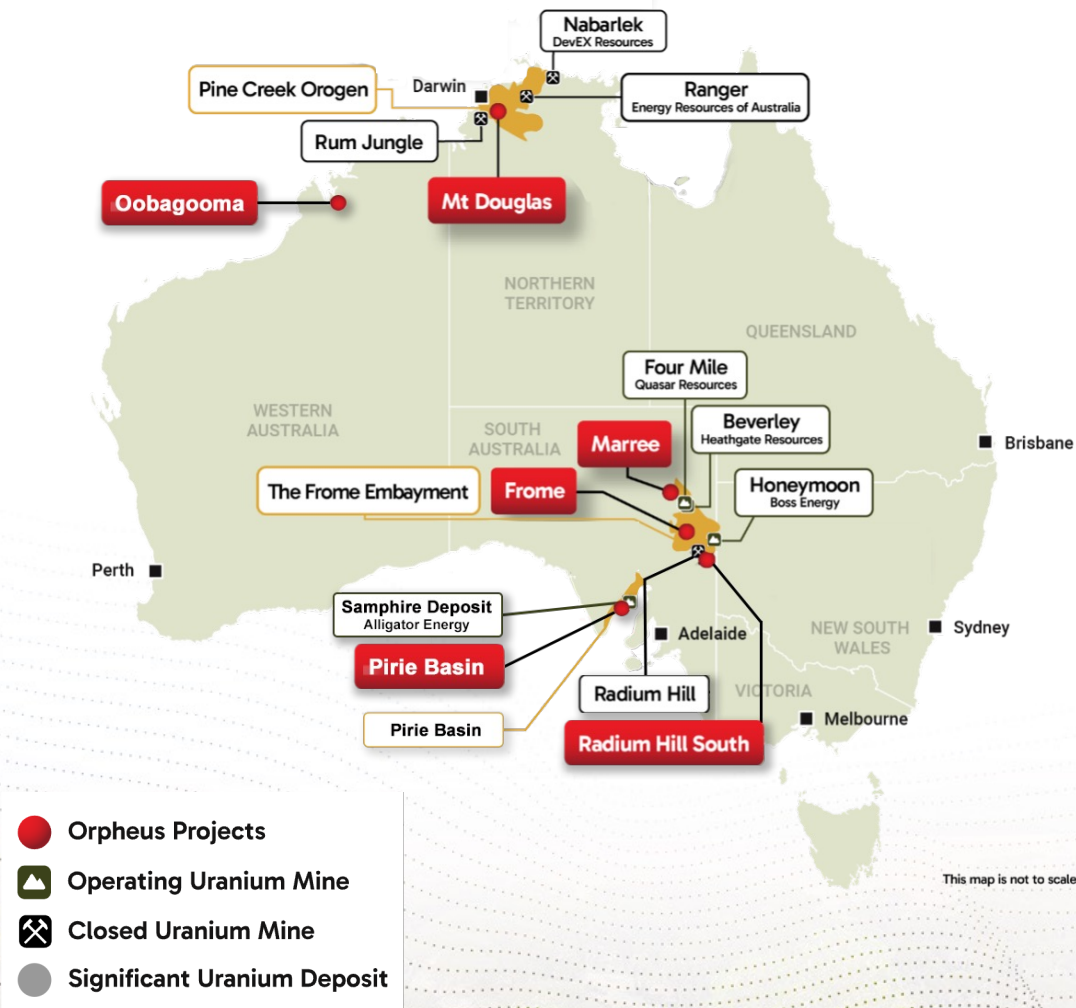 Nabarlek
DevEX Resources
Pine Creek Orogen
Darwin
Ranger
Energy Resources of Australia
Rum Jungle
Oobagooma
Mt Douglas
NORTHERN
TERRITORY
QUEENSLAND
Four Mile
Quasar Resources
WESTERN
AUSTRALIA
SOUTH
AUSTRALIA
Marree
Beverley
Heathgate Resources
Brisbane
The Frome Embayment
Frome
Honeymoon
Boss Energy
Perth
Samphire Deposit
Alligator Energy
Adelaide
NEW SOUTH
WALES
Sydney
Pirie Basin
Radium Hill
VICTORIA
Pirie Basin
Melbourne
Radium Hill South
Orpheus Projects
Operating Uranium Mine
Closed Uranium Mine
Significant Uranium Deposit
This map is not to scale